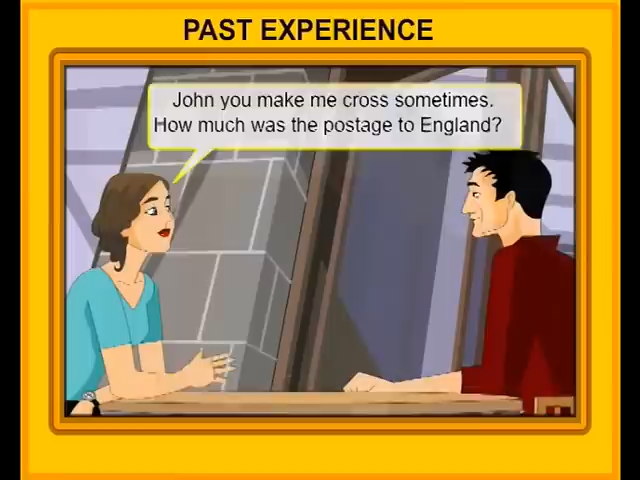 PAST EXPERIENCE
John you make me cross sometimes.
How much was the postage to England?